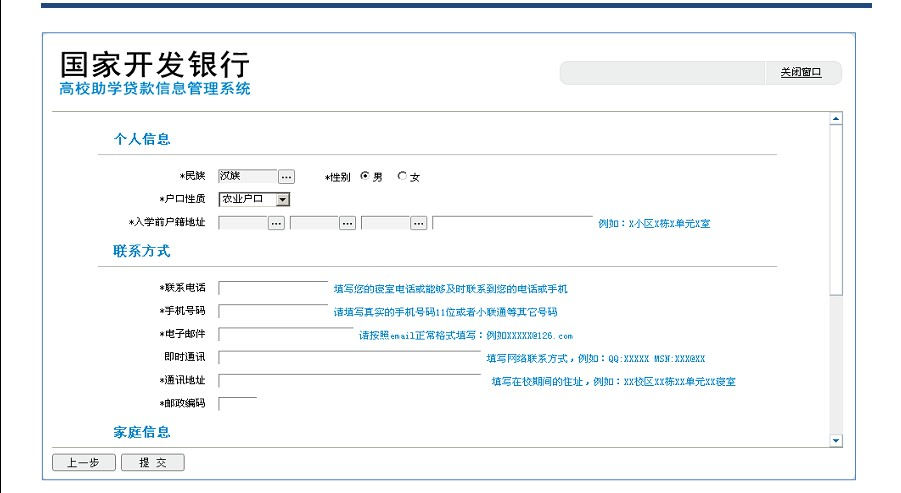 国家开发银行
高校助学贷款信息管理系统
关闭窗口
个人信息
*民族 汉族 ... *性别 男 女
*户口性质 农业户口
*入学前户籍地址 ... ... ... 例如：X小区X栋X单元X室
联系方式
*联系电话 填写您的寝室电话或能够及时联系到您的电话或手机
*手机号码 请填写真实的手机号码11位或者小联通等其它号码
*电子邮件 请按照email正常格式填写：例如XXXXX@126.com
即时通讯 填写网络联系方式，例如：QQ:XXXXX MSN:XXX@XX
*通讯地址 填写在校期间的住址，例如：XX校区XX栋XX单元XX寝室
*邮政编码
家庭信息
上一步 提 交